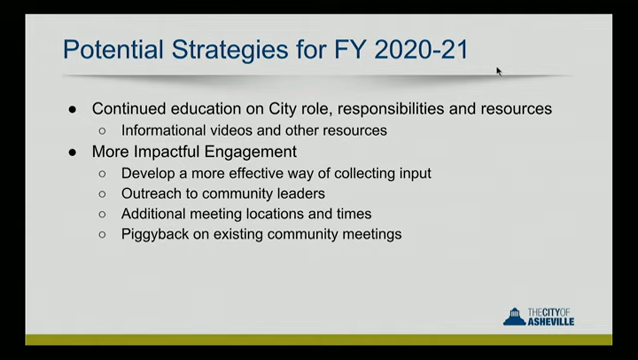 Potential Strategies for FY 2020-21
● Continued education on City role, responsibilities and resources
○ Informational videos and other resources
● More Impactful Engagement
○ Develop a more effective way of collecting input
○ Outreach to community leaders
○ Additional meeting locations and times
○ Piggyback on existing community meetings
THE CITY OF
ASHEVILLE